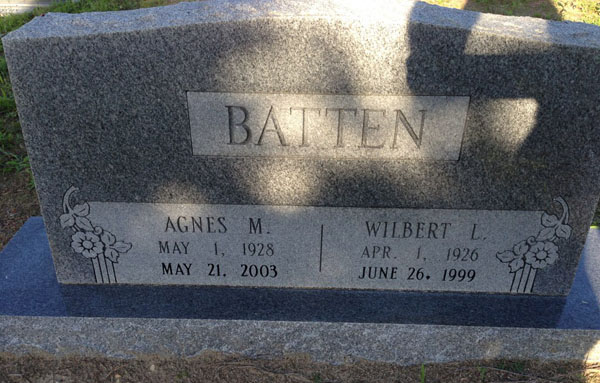 BATTEN
AGNES M.
MAY 1, 1928
MAY 21. 2003
WILBERT L.
APR. 1, 1926
JUNE 26. 1999